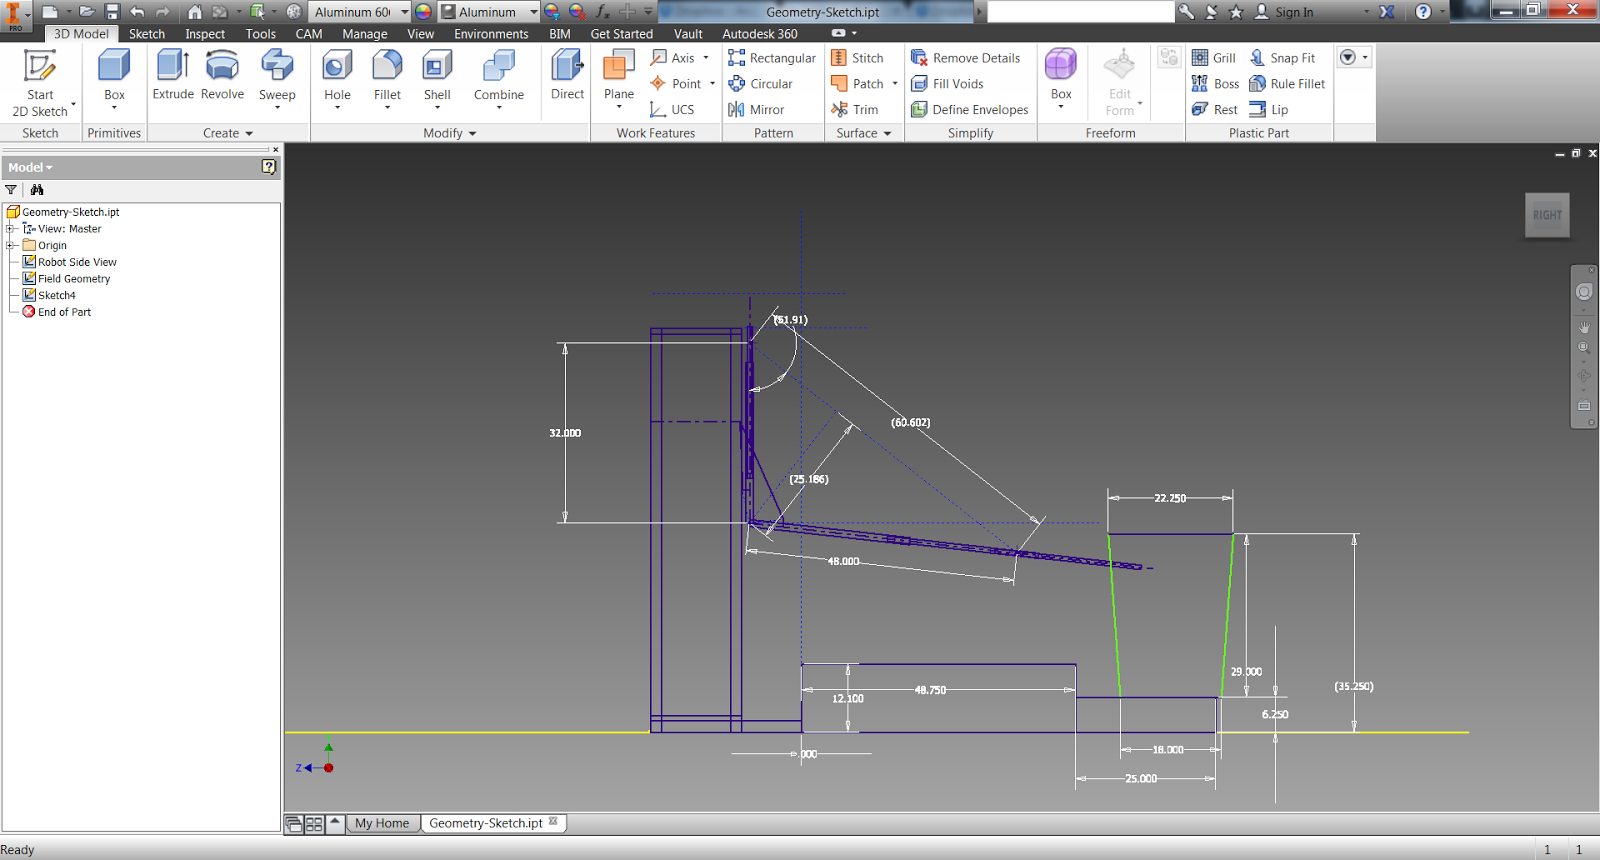 PRO
Aluminum 60
Aluminum
Geometry-Sketch.ipt
Sign In
3D Model Sketch Inspect Tools CAM Manage View Environments BIM Get Started Vault Autodesk 360
Start
2D Sketch
Box
Extrude
Revolve
Sweep
Hole
Fillet
Shell
Combine
Direct
Plane
Axis
Point
UCS
Rectangular
Circular
Mirror
Stitch
Patch
Trim
Remove Details
Fill Voids
Define Envelopes
Box
Edit
Form
Grill
Boss
Rest
Snap Fit
Rule Fillet
Lip
Sketch
Primitives
Create
Modify
Work Features
Pattern
Surface
Simplify
Freeform
Plastic Part
Model
Geometry-Sketch.ipt
View: Master
Origin
Robot Side View
Field Geometry
Sketch4
End of Part
RIGHT
(51.91)
(60.602)
32.000
(25.186)
22.250
48.000
29.000
(35.250)
48.750
12.100
6.250
.000
18.000
25.000
Z
My Home
Geometry-Sketch.ipt
Ready
1 1